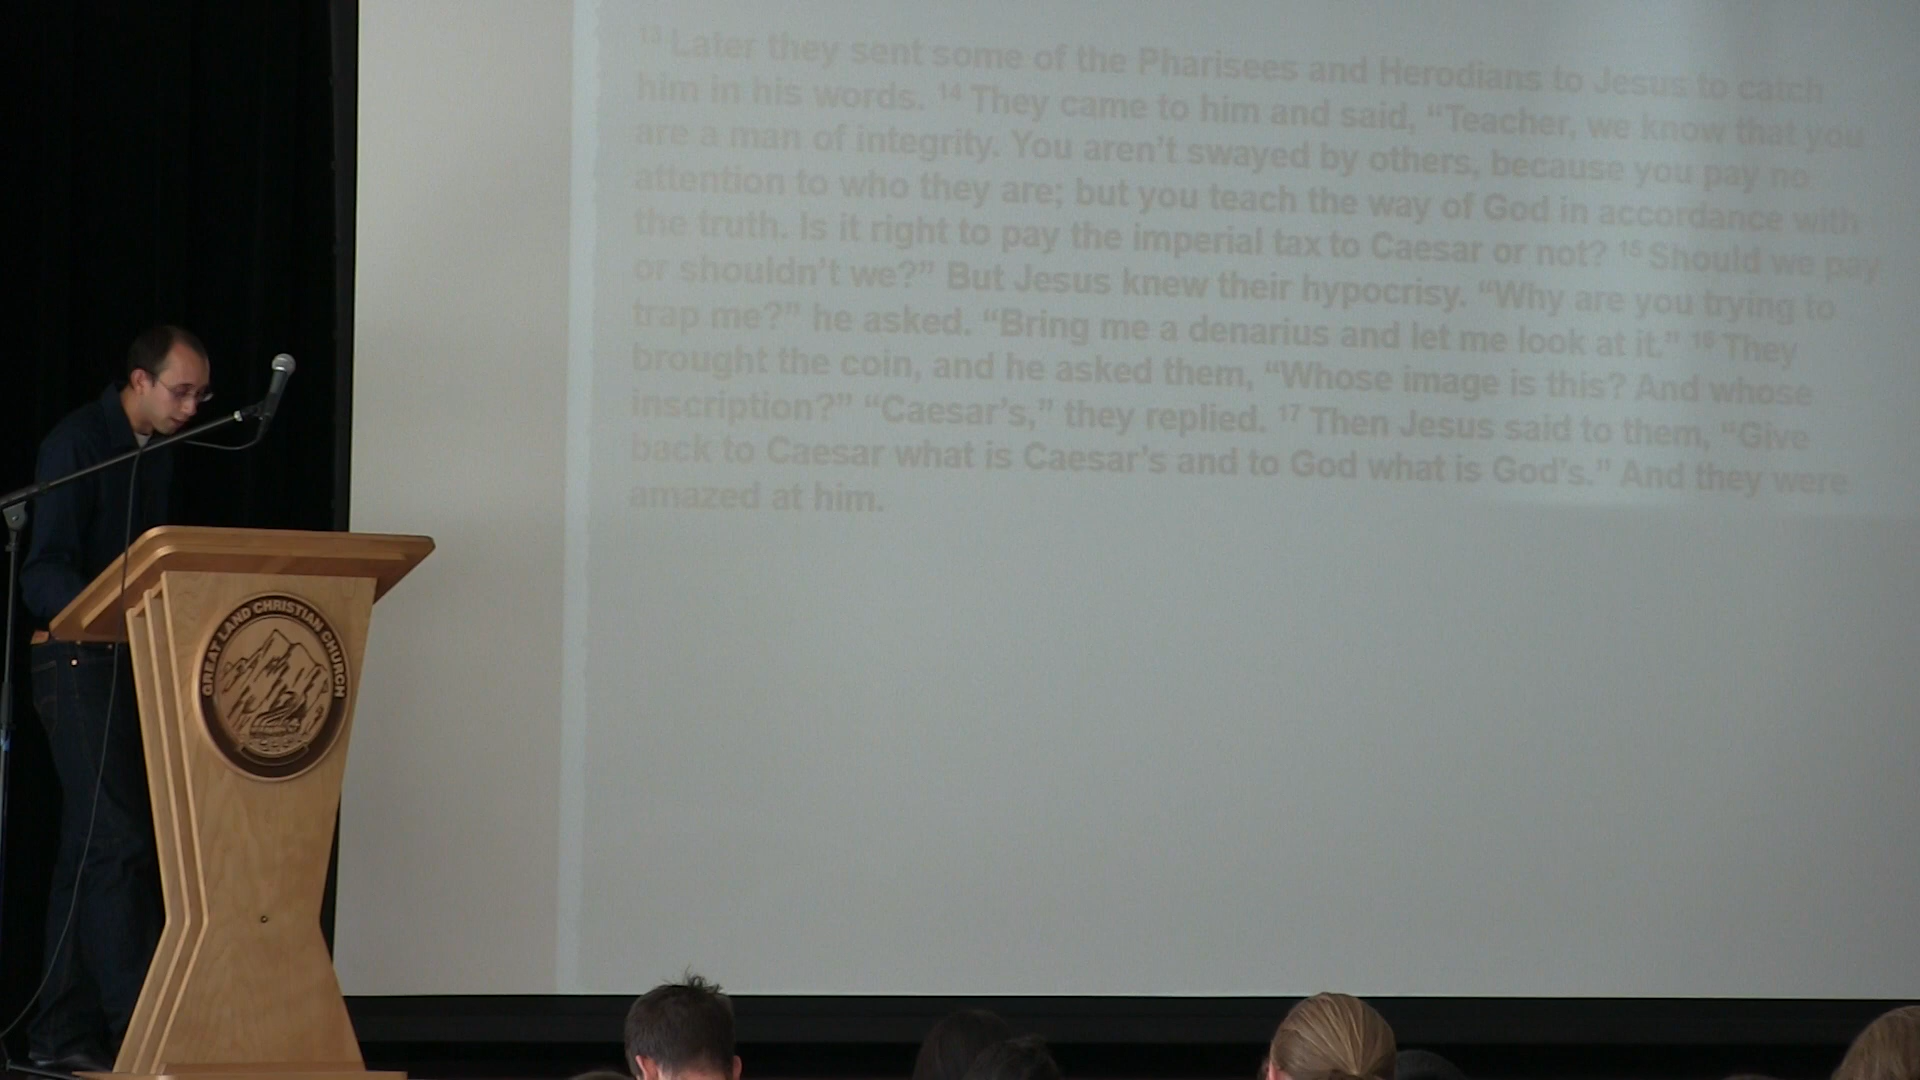 13 Later they sent some of the Pharisees and Herodians to Jesus to catch
him in his words. 14 They came to him and said, “Teacher, we know that you
are a man of integrity. You aren’t swayed by others, because you pay no
attention to who they are; but you teach the way of God in accordance with
the truth. Is it right to pay the imperial tax to Caesar or not? 15 Should we pay
or shouldn’t we?” But Jesus knew their hypocrisy. “Why are you trying to
trap me?” he asked. “Bring me a denarius and let me look at it.” 16 They
brought the coin, and he asked them, “Whose image is this? And whose
inscription?” “Caesar’s,” they replied. 17 Then Jesus said to them, “Give
back to Caesar what is Caesar’s and to God what is God’s.” And they were
amazed at him.
GREAT LAND CHRISTIAN CHURCH